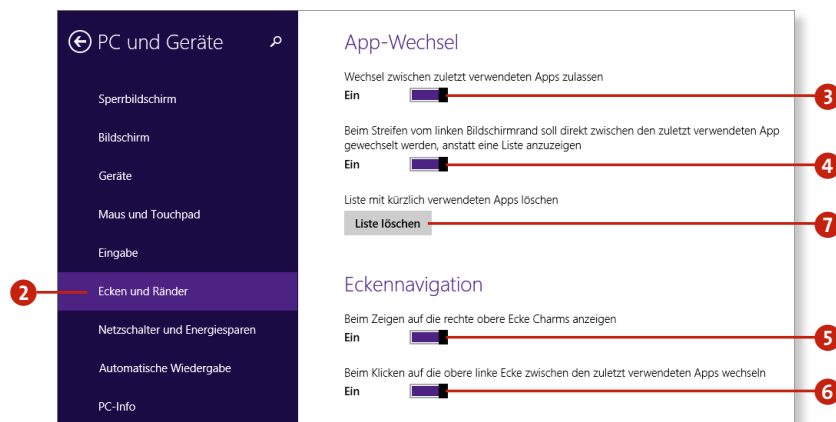 PC und Geräte
Sperrbildschirm
Bildschirm
Geräte
Maus und Touchpad
Eingabe
2
Ecken und Ränder
Netzschalter und Energiesparen
Automatische Wiedergabe
PC-Info
App-Wechsel
Wechsel zwischen zuletzt verwendeten Apps zulassen
Ein
3
Beim Streifen vom linken Bildschirmrand soll direkt zwischen den zuletzt verwendeten App
gewechselt werden, anstatt eine Liste anzuzeigen
Ein
4
Liste mit kürzlich verwendeten Apps löschen
Liste löschen
7
Eckennavigation
Beim Zeigen auf die rechte obere Ecke Charms anzeigen
Ein
5
Beim Klicken auf die obere linke Ecke zwischen den zuletzt verwendeten Apps wechseln
Ein
6